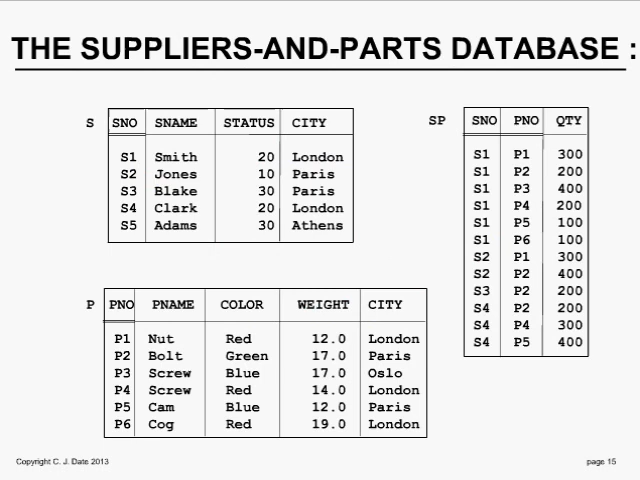 THE SUPPLIERS-AND-PARTS DATABASE :
S SNO SNAME STATUS CITY
S1 Smith 20 London
S2 Jones 10 Paris
S3 Blake 30 Paris
S4 Clark 20 London
S5 Adams 30 Athens
SP SNO PNO QTY
S1 P1 300
S1 P2 200
S1 P3 400
S1 P4 200
S1 P5 100
S1 P6 100
S2 P1 300
S2 P2 400
S3 P2 200
S4 P2 200
S4 P4 300
S4 P5 400
P PNO PNAME COLOR WEIGHT CITY
P1 Nut Red 12.0 London
P2 Bolt Green 17.0 Paris
P3 Screw Blue 17.0 Oslo
P4 Screw Red 14.0 London
P5 Cam Blue 12.0 Paris
P6 Cog Red 19.0 London
Copyright C. J. Date 2013
page 15